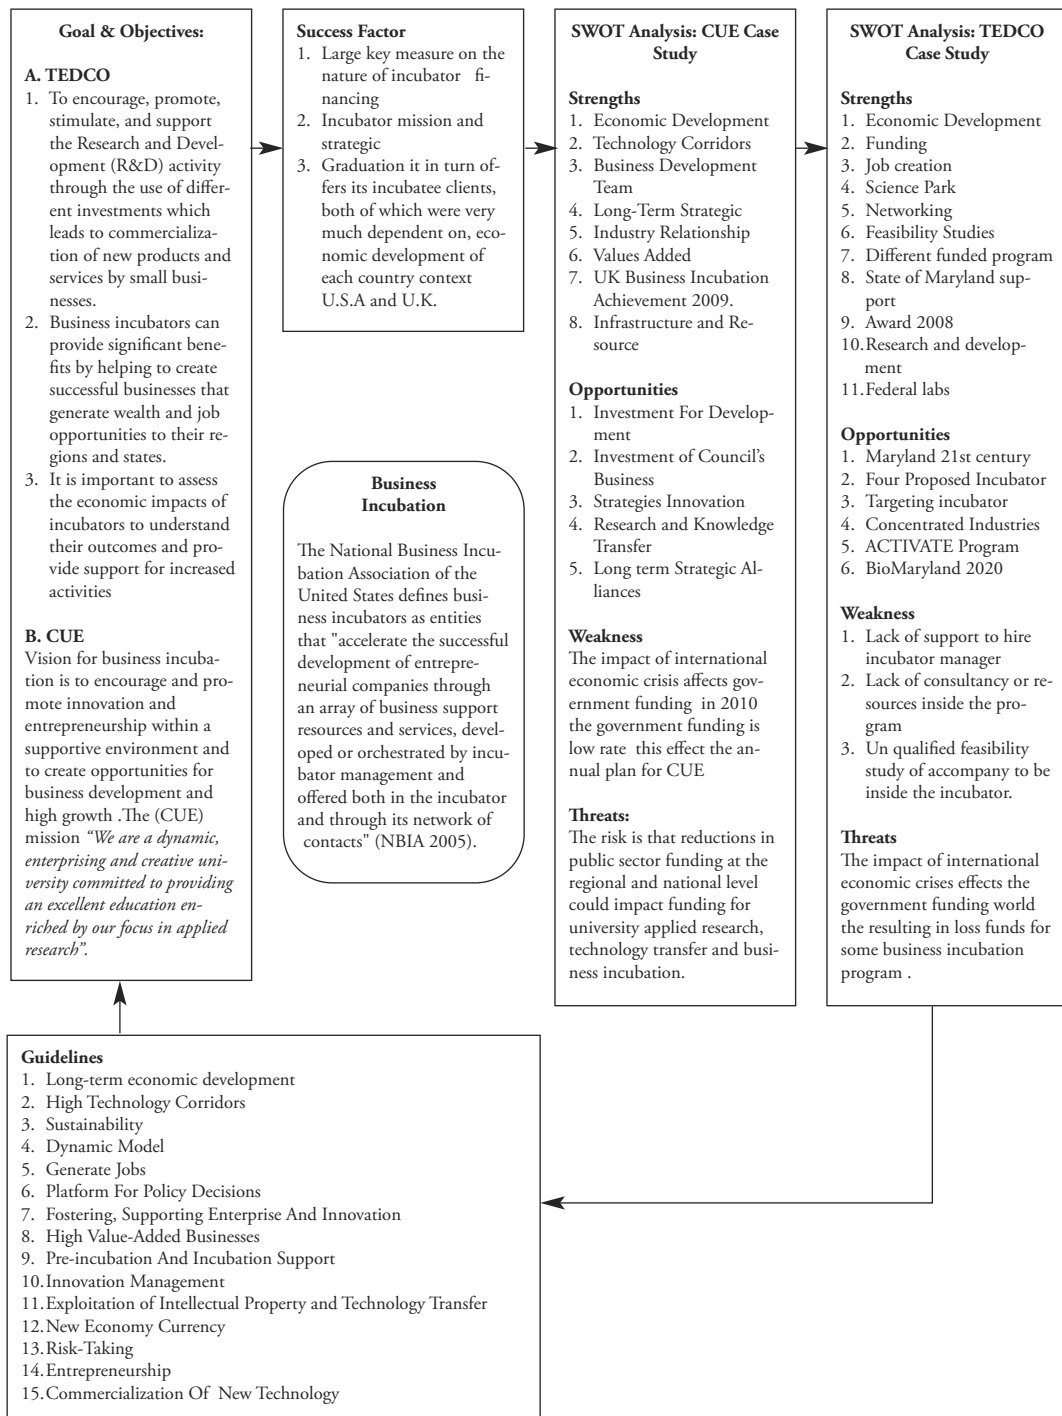 Goal & Objectives:
A. TEDCO
1. To encourage, promote,
stimulate, and support
the Research and Devel-
opment (R&D) activity
through the use of differ-
ent investments which
leads to commercializa-
tion of new products and
services by small busi-
nesses.
2. Business incubators can
provide significant bene-
fits by helping to create
successful businesses that
generate wealth and job
opportunities to their re-
gions and states.
3. It is important to assess
the economic impacts of
incubators to understand
their outcomes and pro-
vide support for increased
activities
B. CUE
Vision for business incuba-
tion is to encourage and pro-
mote innovation and
entrepreneurship within a
supportive environment and
to create opportunities for
business development and
high growth .The (CUE)
mission “We are a dynamic,
enterprising and creative uni-
versity committed to providing
an excellent education en-
riched by our focus in applied
research”.
Success Factor
1. Large key measure on the
nature of incubator fi-
nancing
2. Incubator mission and
strategic
3. Graduation it in turn of-
fers its incubatee clients,
both of which were very
much dependent on, eco-
nomic development of
each country context
U.S.A and U.K.
Business
Incubation
The National Business Incu-
bation Association of the
United States defines busi-
ness incubators as entities
that "accelerate the successful
development of entrepre-
neurial companies through
an array of business support
resources and services, devel-
oped or orchestrated by incu-
bator management and
offered both in the incubator
and through its network of
contacts" (NBIA 2005).
SWOT Analysis: CUE Case
Study
Strengths
1. Economic Development
2. Technology Corridors
3. Business Development
Team
4. Long-Term Strategic
5. Industry Relationship
6. Values Added
7. UK Business Incubation
Achievement 2009.
8. Infrastructure and Re-
source
Opportunities
1. Investment For Develop-
ment
2. Investment of Council’s
Business
3. Strategies Innovation
4. Research and Knowledge
Transfer
5. Long term Strategic Al-
liances
Weakness
The impact of international
economic crisis affects gov-
ernment funding in 2010
the government funding is
low rate this effect the an-
nual plan for CUE
Threats:
The risk is that reductions in
public sector funding at the
regional and national level
could impact funding for
university applied research,
technology transfer and busi-
ness incubation.
SWOT Analysis: TEDCO
Case Study
Strengths
1. Economic Development
2. Funding
3. Job creation
4. Science Park
5. Networking
6. Feasibility Studies
7. Different funded program
8. State of Maryland sup-
port
9. Award 2008
10.Research and develop-
ment
11.Federal labs
Opportunities
1. Maryland 21st century
2. Four Proposed Incubator
3. Targeting incubator
4. Concentrated Industries
5. ACTIVATE Program
6. BioMaryland 2020
Weakness
1. Lack of support to hire
incubator manager
2. Lack of consultancy or re-
sources inside the pro-
gram
3. Un qualified feasibility
study of accompany to be
inside the incubator.
Threats
The impact of international
economic crises effects the
government funding world
the resulting in loss funds for
some business incubation
program .
Guidelines
1. Long-term economic development
2. High Technology Corridors
3. Sustainability
4. Dynamic Model
5. Generate Jobs
6. Platform For Policy Decisions
7. Fostering, Supporting Enterprise And Innovation
8. High Value-Added Businesses
9. Pre-incubation And Incubation Support
10.Innovation Management
11.Exploitation of Intellectual Property and Technology Transfer
12.New Economy Currency
13.Risk-Taking
14.Entrepreneurship
15.Commercialization Of New Technology